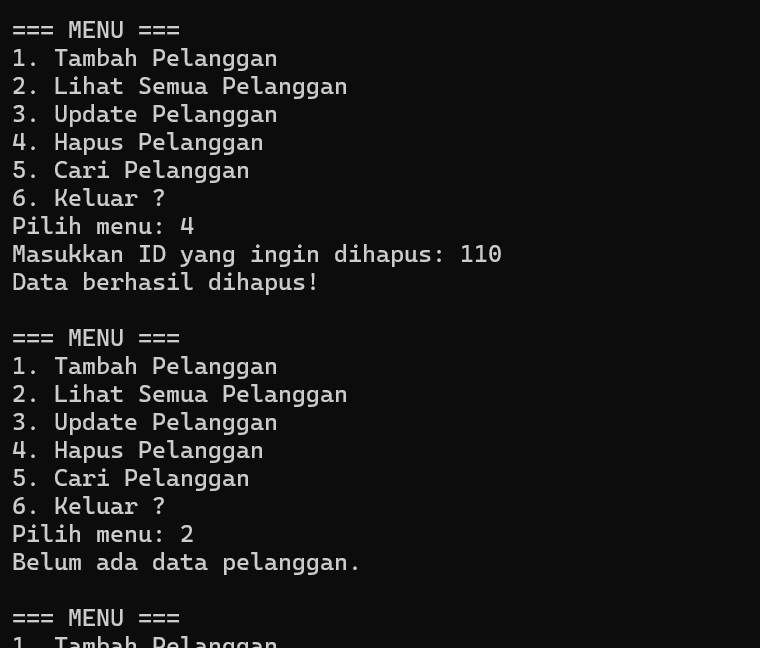 === MENU ===
1. Tambah Pelanggan
2. Lihat Semua Pelanggan
3. Update Pelanggan
4. Hapus Pelanggan
5. Cari Pelanggan
6. Keluar ?
Pilih menu: 4
Masukkan ID yang ingin dihapus: 110
Data berhasil dihapus!
=== MENU ===
1. Tambah Pelanggan
2. Lihat Semua Pelanggan
3. Update Pelanggan
4. Hapus Pelanggan
5. Cari Pelanggan
6. Keluar ?
Pilih menu: 2
Belum ada data pelanggan.
=== MENU ===
1. Tambah Pelanggan